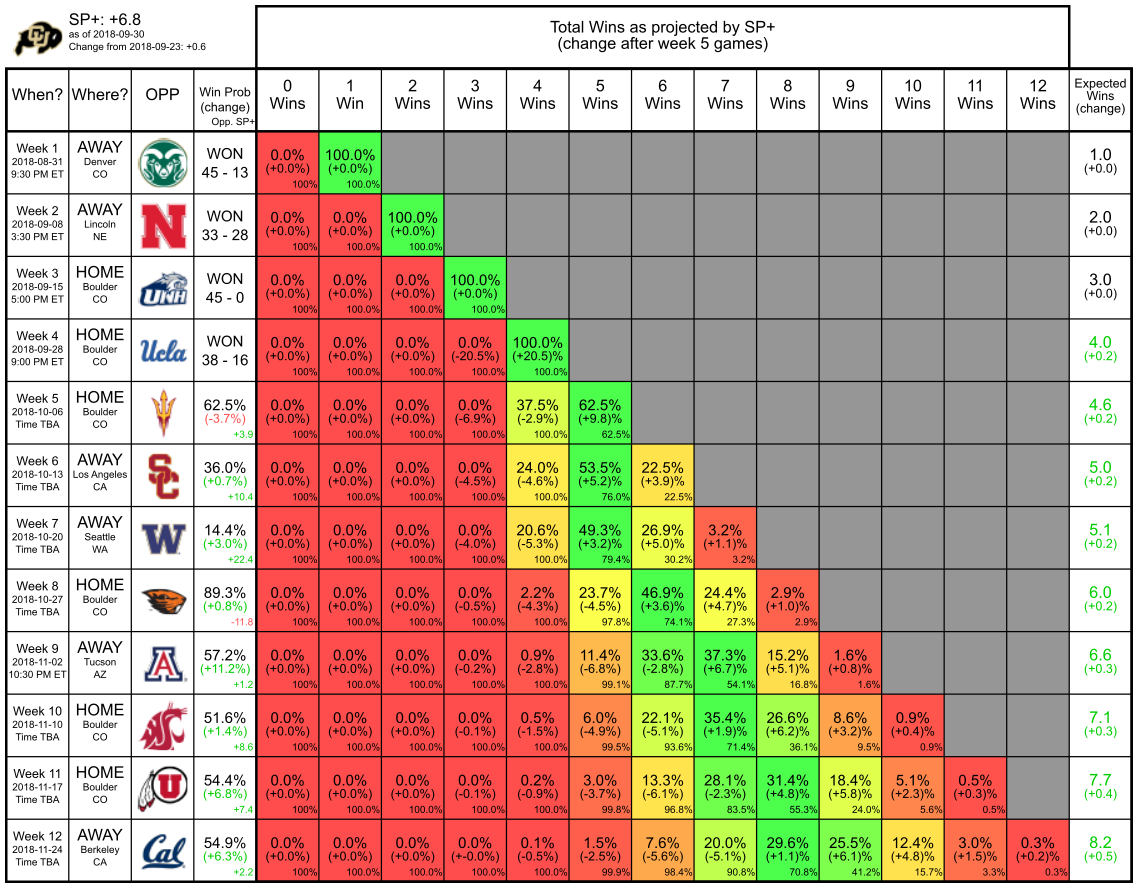 SP+: +6.8
as of 2018-09-30
Change from 2018-09-23: +0.6
Total Wins as projected by SP+
(change after week 5 games)
When? Where? OPP Win Prob (change) Opp. SP+ 0 Wins 1 Win 2 Wins 3 Wins 4 Wins 5 Wins 6 Wins 7 Wins 8 Wins 9 Wins 10 Wins 11 Wins 12 Wins Expected Wins (change)
Week 1 AWAY WON 0.0% 100.0% 1.0
2018-08-31 Denver 45 - 13 (+0.0%) (+0.0%) (+0.0)
9:30 PM ET CO 100% 100.0%
Week 2 AWAY N WON 0.0% 0.0% 100.0% 2.0
2018-09-08 Lincoln 33 - 28 (+0.0%) (+0.0%) (+0.0%) (+0.0)
3:30 PM ET NE 100% 100.0% 100.0%
Week 3 HOME UNH WON 0.0% 0.0% 0.0% 100.0% 3.0
2018-09-15 Boulder 45 - 0 (+0.0%) (+0.0%) (+0.0%) (+0.0%) (+0.0)
5:00 PM ET CO 100% 100.0% 100.0% 100.0%
Week 4 HOME Ucla WON 0.0% 0.0% 0.0% 0.0% 100.0% 4.0
2018-09-28 Boulder 38 - 16 (+0.0%) (+0.0%) (+0.0%) (-20.5%) (+20.5)% (+0.2)
9:00 PM ET CO 100% 100.0% 100.0% 100.0% 100.0%
Week 5 HOME 62.5% 0.0% 0.0% 0.0% 0.0% 37.5% 62.5% 4.6
2018-10-06 Boulder (-3.7%) (+0.0%) (+0.0%) (+0.0%) (-6.9%) (-2.9%) (+9.8)% (+0.2)
Time TBA CO +3.9 100% 100.0% 100.0% 100.0% 100.0% 62.5%
Week 6 AWAY SC 36.0% 0.0% 0.0% 0.0% 0.0% 24.0% 53.5% 22.5% 5.0
2018-10-13 Los Angeles (+0.7%) (+0.0%) (+0.0%) (+0.0%) (-4.5%) (-4.6%) (+5.2)% (+3.9)% (+0.2)
Time TBA CA +10.4 100% 100.0% 100.0% 100.0% 100.0% 76.0% 22.5%
Week 7 AWAY W 14.4% 0.0% 0.0% 0.0% 0.0% 20.6% 49.3% 26.9% 3.2% 5.1
2018-10-20 Seattle (+3.0%) (+0.0%) (+0.0%) (+0.0%) (-4.0%) (-5.3%) (+3.2)% (+5.0)% (+1.1)% (+0.2)
Time TBA WA +22.4 100% 100.0% 100.0% 100.0% 100.0% 79.4% 30.2% 3.2%
Week 8 HOME 89.3% 0.0% 0.0% 0.0% 0.0% 2.2% 23.7% 46.9% 24.4% 2.9% 6.0
2018-10-27 Boulder (+0.8%) (+0.0%) (+0.0%) (+0.0%) (-0.5%) (-4.3%) (-4.5%) (+3.6)% (+4.7)% (+1.0)% (+0.2)
Time TBA CO -11.8 100% 100.0% 100.0% 100.0% 100.0% 97.8% 74.1% 27.3% 2.9%
Week 9 AWAY A 57.2% 0.0% 0.0% 0.0% 0.0% 0.9% 11.4% 33.6% 37.3% 15.2% 1.6% 6.6
2018-11-02 Tucson (+11.2%) (+0.0%) (+0.0%) (+0.0%) (-0.2%) (-2.8%) (-6.8%) (-2.8%) (+6.7)% (+5.1)% (+0.8)% (+0.3)
10:30 PM ET AZ +1.2 100% 100.0% 100.0% 100.0% 100.0% 99.1% 87.7% 54.1% 16.8% 1.6%
Week 10 HOME 51.6% 0.0% 0.0% 0.0% 0.0% 0.5% 6.0% 22.1% 35.4% 26.6% 8.6% 0.9% 7.1
2018-11-10 Boulder (+1.4%) (+0.0%) (+0.0%) (+0.0%) (-0.1%) (-1.5%) (-4.9%) (-5.1%) (+1.9)% (+6.2)% (+3.2)% (+0.4)% (+0.3)
Time TBA CO +8.6 100% 100.0% 100.0% 100.0% 100.0% 99.5% 93.6% 71.4% 36.1% 9.5% 0.9%
Week 11 HOME U 54.4% 0.0% 0.0% 0.0% 0.0% 0.2% 3.0% 13.3% 28.1% 31.4% 18.4% 5.1% 0.5% 7.7
2018-11-17 Boulder (+6.8%) (+0.0%) (+0.0%) (+0.0%) (-0.1%) (-0.9%) (-3.7%) (-6.1%) (-2.3%) (+4.8)% (+5.8)% (+2.3)% (+0.3)% (+0.4)
Time TBA CO +7.4 100% 100.0% 100.0% 100.0% 100.0% 99.8% 96.8% 83.5% 55.3% 24.0% 5.6% 0.5%
Week 12 AWAY Cal 54.9% 0.0% 0.0% 0.0% 0.0% 0.1% 1.5% 7.6% 20.0% 29.6% 25.5% 12.4% 3.0% 0.3% 8.2
2018-11-24 Berkeley (+6.3%) (+0.0%) (+0.0%) (+0.0%) (+-0.0%) (-0.5%) (-2.5%) (-5.6%) (-5.1%) (+1.1)% (+6.1)% (+4.8)% (+1.5)% (+0.2)% (+0.5)
Time TBA CA +2.2 100% 100.0% 100.0% 100.0% 100.0% 99.9% 98.4% 90.8% 70.8% 41.2% 15.7% 3.3% 0.3%